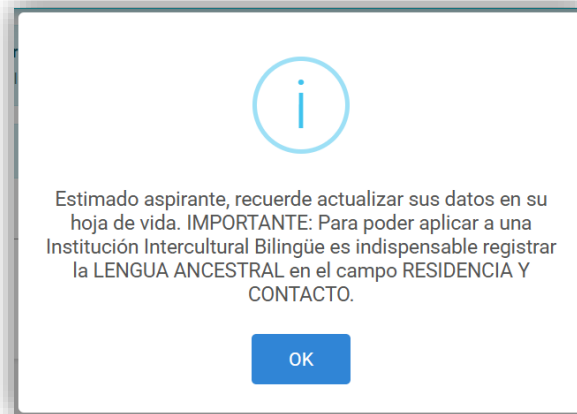 Estimado aspirante, recuerde actualizar sus datos en su
hoja de vida. IMPORTANTE: Para poder aplicar a una
Institución Intercultural Bilingüe es indispensable registrar
la LENGUA ANCESTRAL en el campo RESIDENCIA Y
CONTACTO.
OK